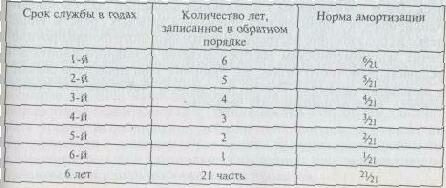 Срок службы в годах Количество лет, Норма амортизации
записанное в обратном
порядке
1-й 6 6/21
2-й 5 5/21
3-й 4 4/21
4-й 3 3/21
5-й 2 2/21
6-й 1 1/21
6 лет 21 часть 21/21